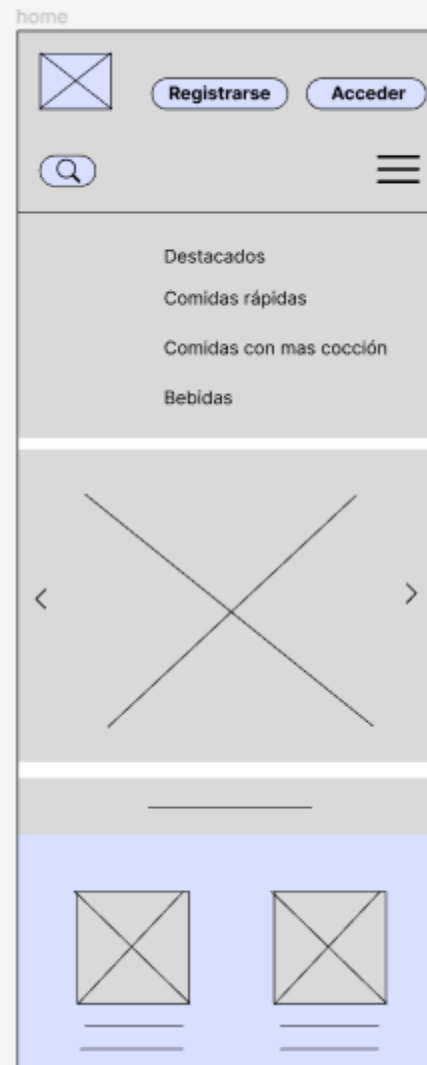 home
Registrarse
Acceder
Destacados
Comidas rápidas
Comidas con mas cocción
Bebidas